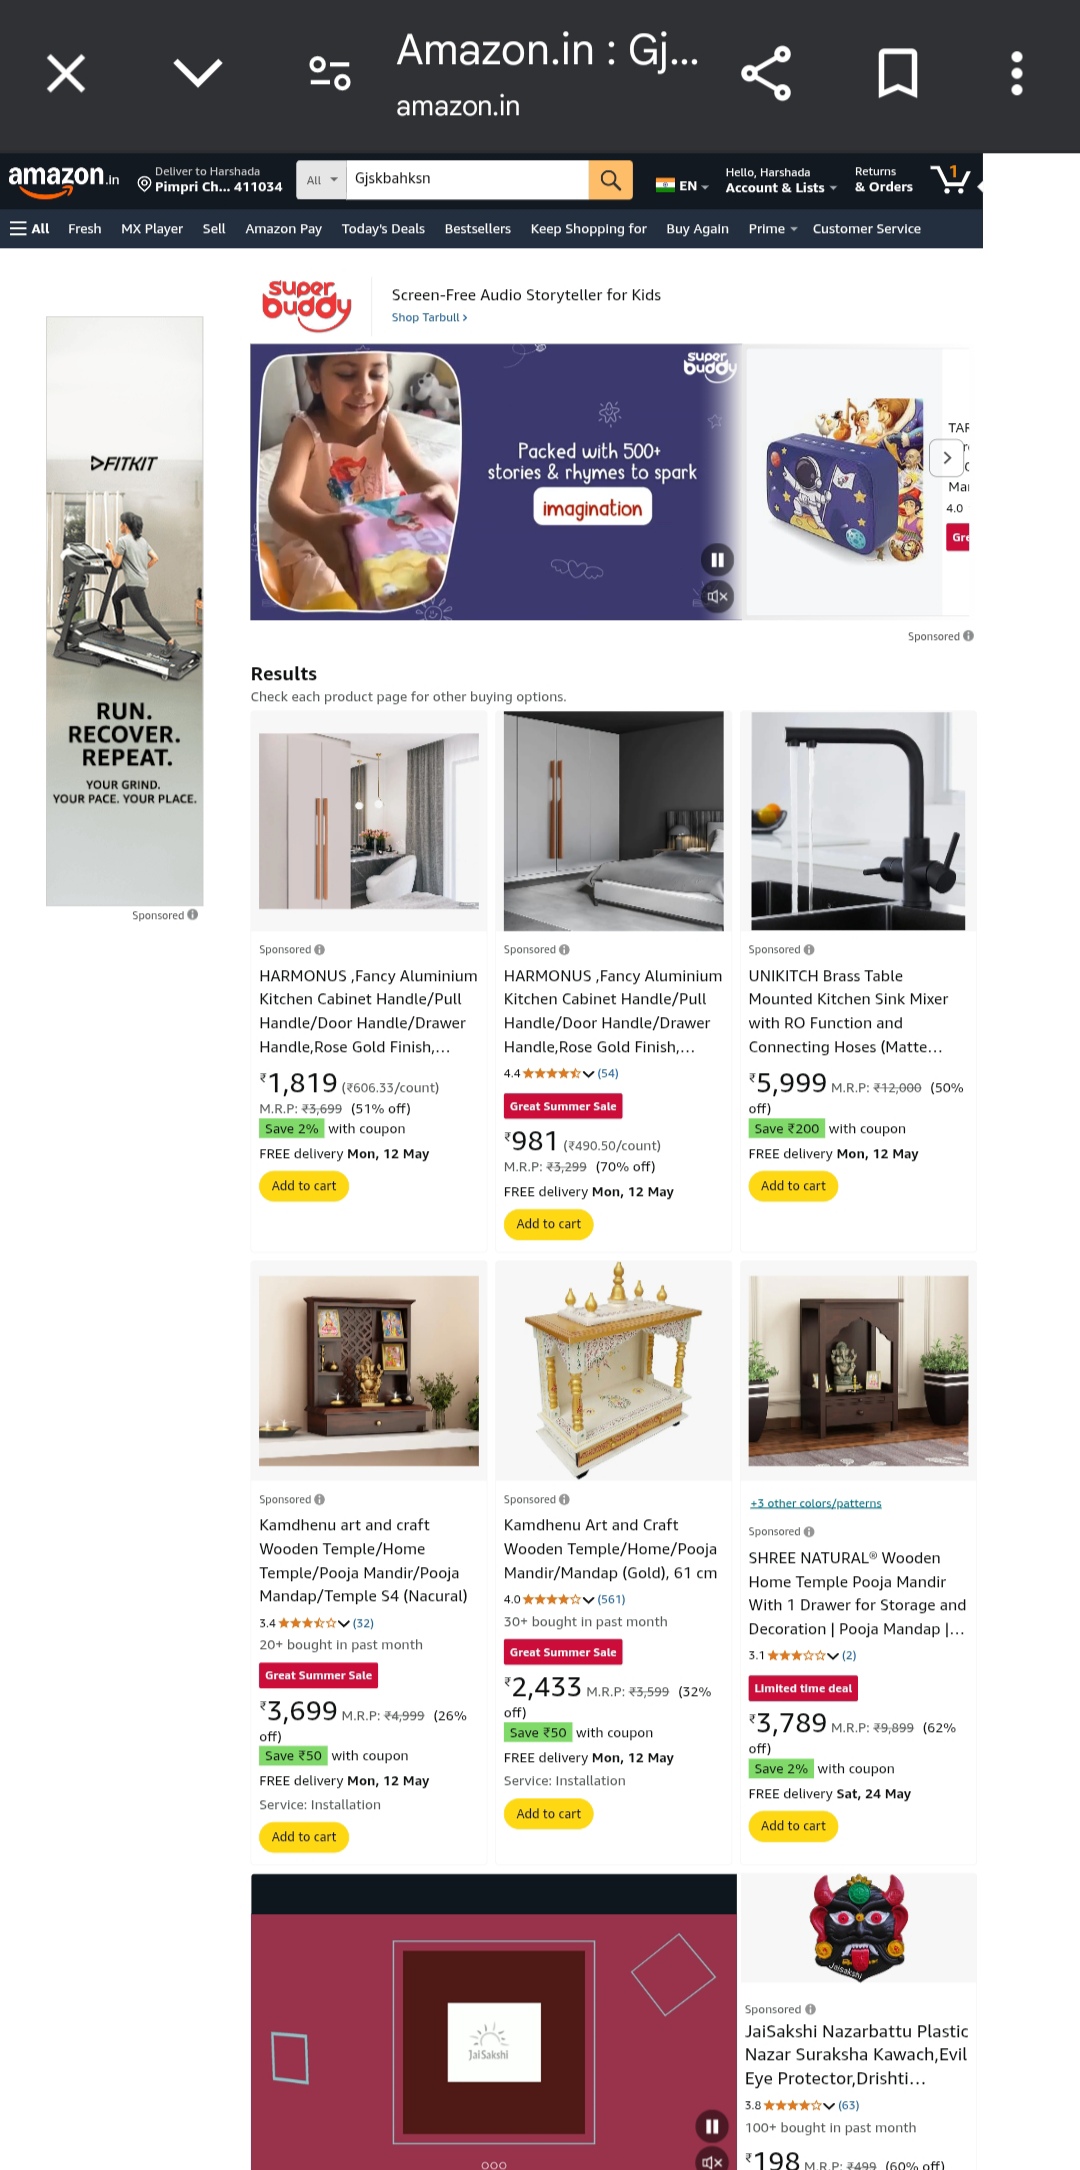 Amazon.in : Gj...
amazon.in
amazon.in
Deliver to Harshada
Pimpri Ch... 411034
All
Gjskbahksn
EN
Hello, Harshada
Account & Lists
Returns
& Orders
1
All
Fresh
MX Player
Sell
Amazon Pay
Today's Deals
Bestsellers
Keep Shopping for
Buy Again
Prime
Customer Service
super
buddy
Screen-Free Audio Storyteller for Kids
Shop Tarbull ›
super
buddy
Packed with 500+
stories & rhymes to spark
imagination
4.0
Sponsored
FITKIT
RUN.
RECOVER.
REPEAT.
YOUR GRIND.
YOUR PACE. YOUR PLACE.
Sponsored
Results
Check each product page for other buying options.
Sponsored
HARMONUS ,Fancy Aluminium
Kitchen Cabinet Handle/Pull
Handle/Door Handle/Drawer
Handle,Rose Gold Finish,...
₹1,819 (₹606.33/count)
M.R.P: ₹3,699 (51% off)
Save 2% with coupon
FREE delivery Mon, 12 May
Add to cart
Sponsored
HARMONUS ,Fancy Aluminium
Kitchen Cabinet Handle/Pull
Handle/Door Handle/Drawer
Handle,Rose Gold Finish,...
4.4 (54)
Great Summer Sale
₹981 (₹490.50/count)
M.R.P: ₹3,299 (70% off)
FREE delivery Mon, 12 May
Add to cart
Sponsored
UNIKITCH Brass Table
Mounted Kitchen Sink Mixer
with RO Function and
Connecting Hoses (Matte...
₹5,999 M.R.P: ₹12,000 (50%
off)
Save ₹200 with coupon
FREE delivery Mon, 12 May
Add to cart
Sponsored
Kamdhenu art and craft
Wooden Temple/Home
Temple/Pooja Mandir/Pooja
Mandap/Temple S4 (Nacural)
3.4 (32)
20+ bought in past month
Great Summer Sale
₹3,699 M.R.P: ₹4,999 (26%
off)
Save ₹50 with coupon
FREE delivery Mon, 12 May
Service: Installation
Add to cart
Sponsored
Kamdhenu Art and Craft
Wooden Temple/Home/Pooja
Mandir/Mandap (Gold), 61 cm
4.0 (561)
30+ bought in past month
Great Summer Sale
₹2,433 M.R.P: ₹3,599 (32%
off)
Save ₹50 with coupon
FREE delivery Mon, 12 May
Service: Installation
Add to cart
+3 other colors/patterns
Sponsored
SHREE NATURAL® Wooden
Home Temple Pooja Mandir
With 1 Drawer for Storage and
Decoration | Pooja Mandap |...
3.1 (2)
Limited time deal
₹3,789 M.R.P: ₹9,899 (62%
off)
Save 2% with coupon
FREE delivery Sat, 24 May
Add to cart
JaiSakshi
Jaisakshi
Sponsored
JaiSakshi Nazarbattu Plastic
Nazar Suraksha Kawach,Evil
Eye Protector,Drishti...
3.8 (63)
100+ bought in past month
₹198 M.R.P: ₹499 (60% off)